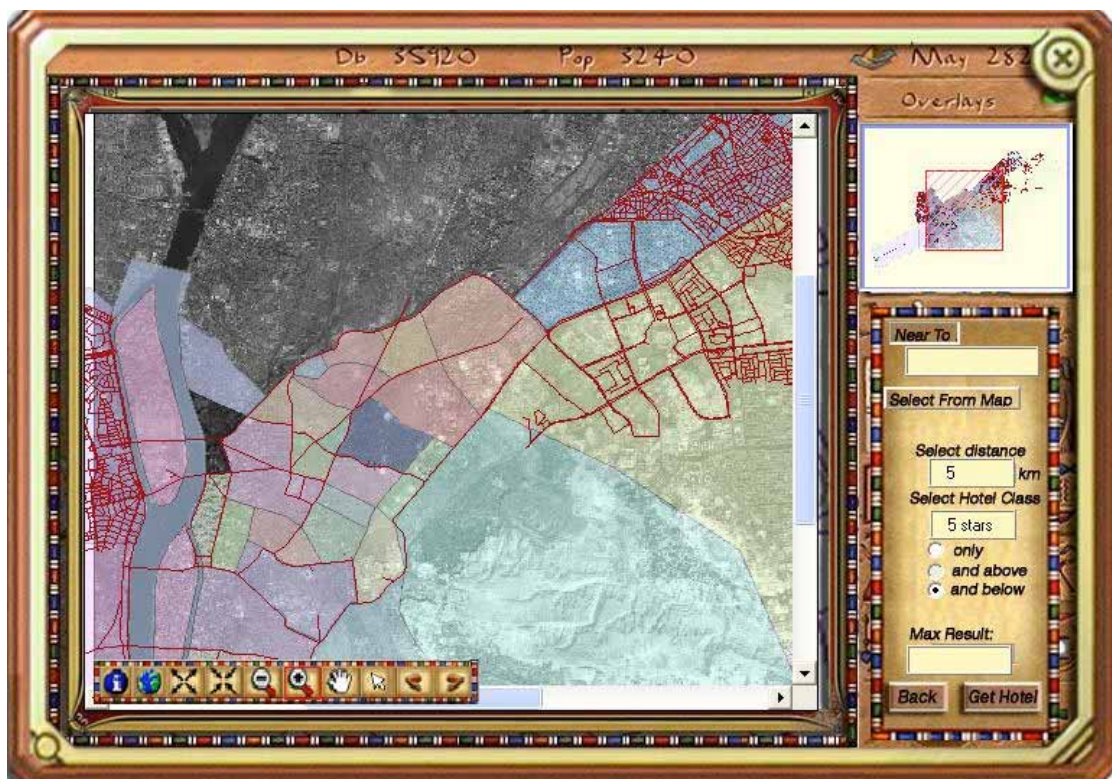 Db 35920 Pop 3240 May 282
Overlays
Near To
Select From Map
Select distance
5 km
Select Hotel Class
5 stars
only
and above
and below
Max Result:
Back Get Hotel